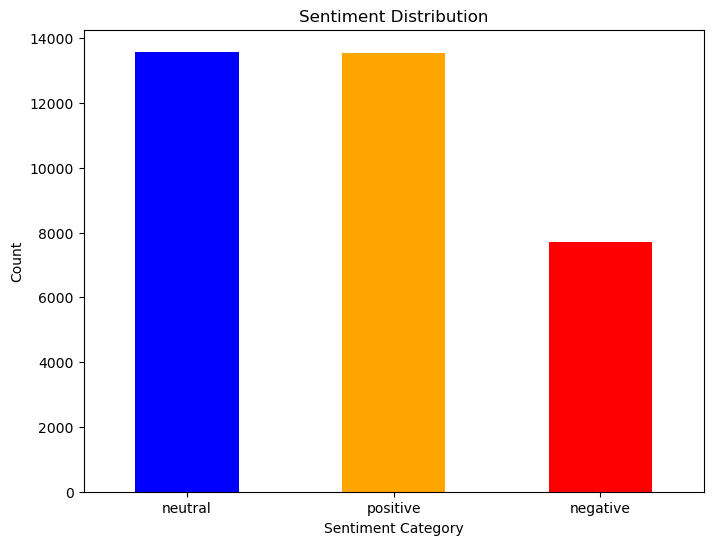 Sentiment Distribution
14000
12000
10000
8000
6000
4000
2000
0
Count
neutral
positive
negative
Sentiment Category